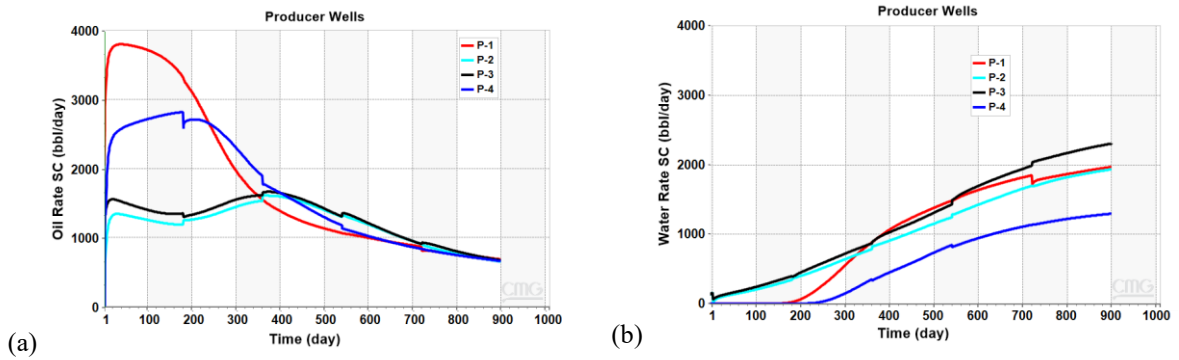 Producer Wells
4000
3000
2000
1000
0
Oil Rate SC (bbl/day)
P-1
P-2
P-3
P-4
1 100 200 300 400 500 600 700 800 900 1000
Time (day)
CMG
(a)
Producer Wells
4000
3000
2000
1000
0
Water Rate SC (bbl/day)
P-1
P-2
P-3
P-4
1 100 200 300 400 500 600 700 800 900 1000
Time (day)
CMG
(b)